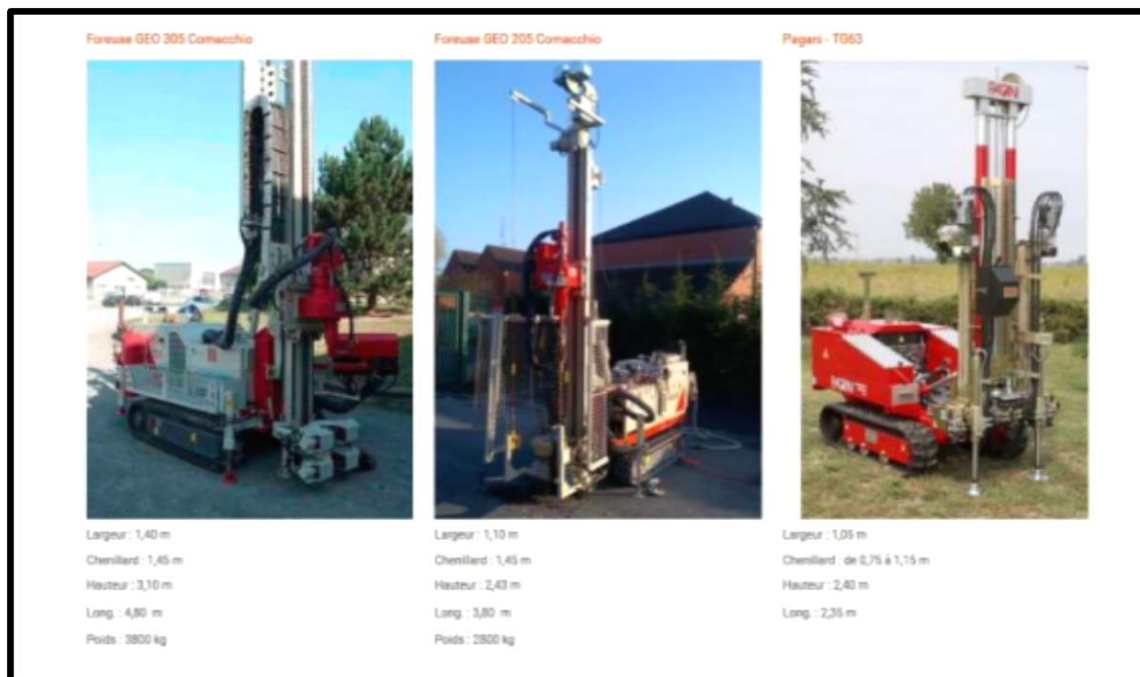 Foreuse GEO 305 Comacchio
Foreuse GEO 205 Comacchio
Pagani - TG63
PAGANI
PAGANI
Largeur : 1,40 m
Chenillard : 1,45 m
Hauteur : 3,10 m
Long. : 4,80 m
Poids : 3800 kg
Largeur : 1,10 m
Chenillard : 1,45 m
Hauteur : 2,43 m
Long. : 3,80 m
Poids : 2800 kg
Largeur : 1,05 m
Chenillard : de 0,75 à 1,15 m
Hauteur : 2,40 m
Long. : 2,35 m